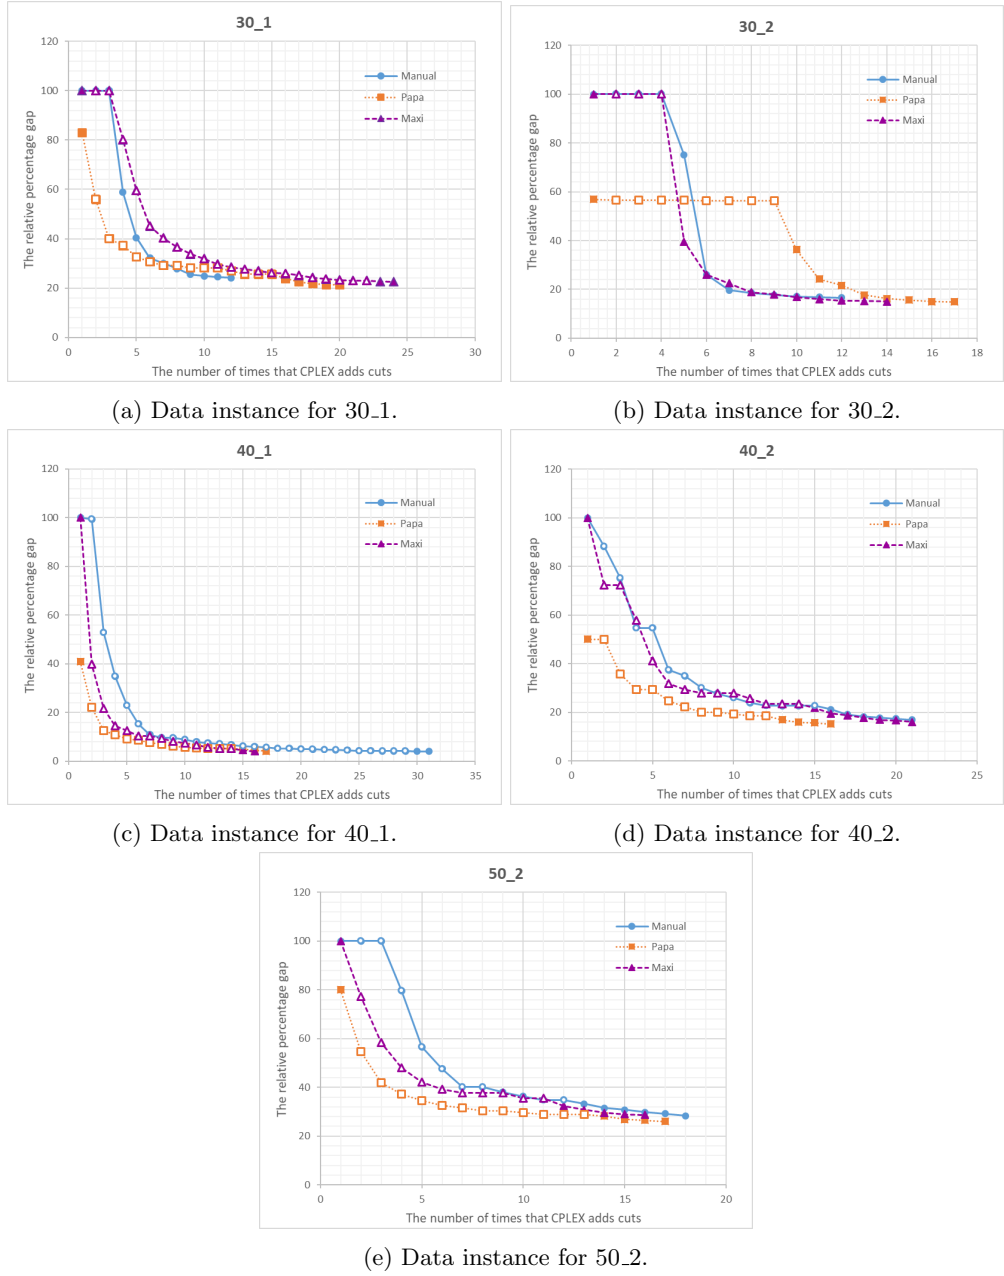 30_1
120
100
80
60
40
20
0
0 5 10 15 20 25 30
The relative percentage gap
The number of times that CPLEX adds cuts
Manual
Papa
Maxi
(a) Data instance for 30_1.
30_2
120
100
80
60
40
20
0
0 2 4 6 8 10 12 14 16 18
The relative percentage gap
The number of times that CPLEX adds cuts
Manual
Papa
Maxi
(b) Data instance for 30_2.
40_1
120
100
80
60
40
20
0
0 5 10 15 20 25 30 35
The relative percentage gap
The number of times that CPLEX adds cuts
Manual
Papa
Maxi
(c) Data instance for 40_1.
40_2
120
100
80
60
40
20
0
0 5 10 15 20 25
The relative percentage gap
The number of times that CPLEX adds cuts
Manual
Papa
Maxi
(d) Data instance for 40_2.
50_2
120
100
80
60
40
20
0
0 5 10 15 20
The relative percentage gap
The number of times that CPLEX adds cuts
Manual
Papa
Maxi
(e) Data instance for 50_2.